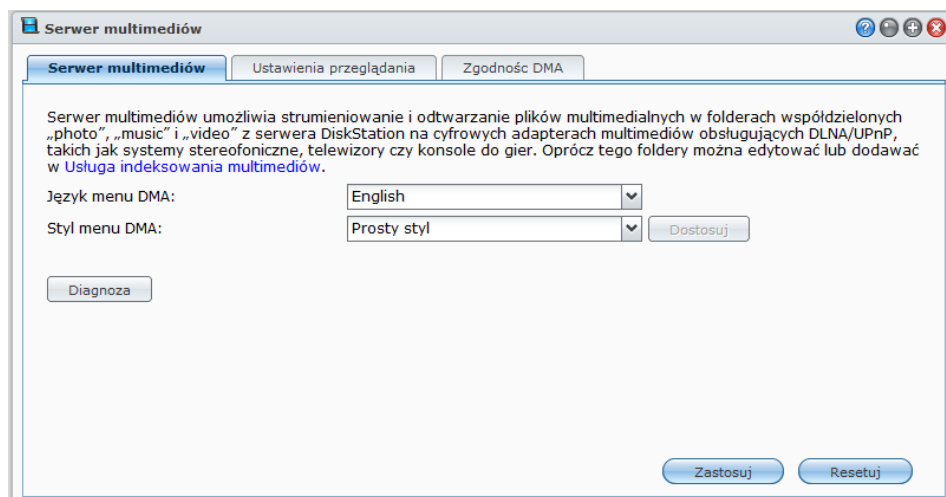 Serwer multimediów
Serwer multimediów Ustawienia przeglądania Zgodnośc DMA
Serwer multimediów umożliwia strumieniowanie i odtwarzanie plików multimedialnych w folderach współdzielonych
„photo”, „music” i „video” z serwera DiskStation na cyfrowych adapterach multimediów obsługujących DLNA/UPnP,
takich jak systemy stereofoniczne, telewizory czy konsole do gier. Oprócz tego foldery można edytować lub dodawać
w Usługa indeksowania multimediów.
Język menu DMA: English
Styl menu DMA: Prosty styl Dostosuj
Diagnoza
Zastosuj Resetuj